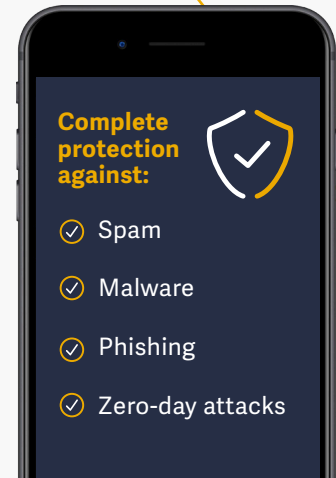 Complete
protection
against:
Spam
Malware
Phishing
Zero-day attacks